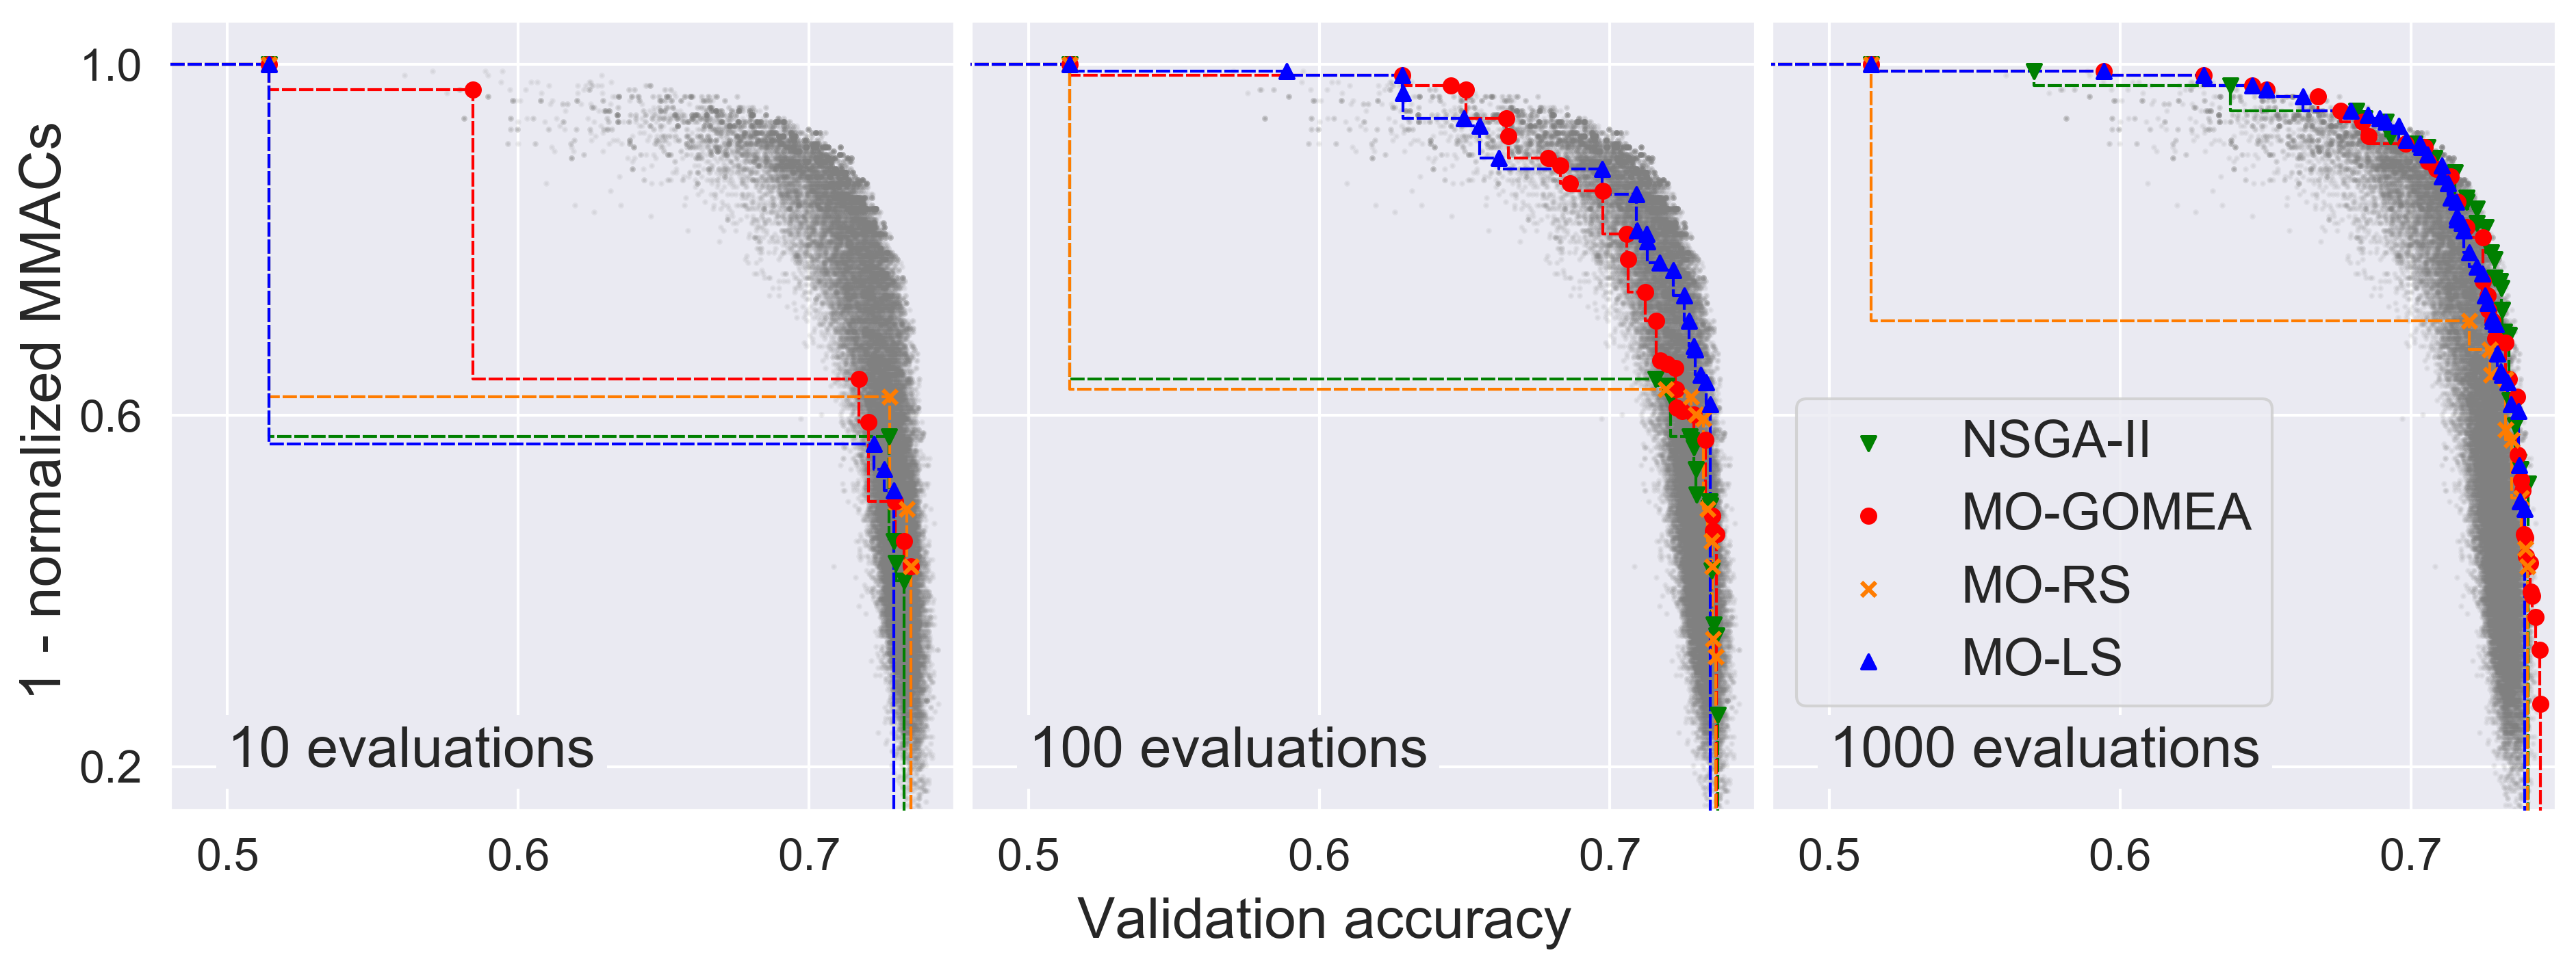 1 - normalized MMACs
1.0
0.6
0.2
10 evaluations
100 evaluations
1000 evaluations
NSGA-II
MO-GOMEA
MO-RS
MO-LS
0.5 0.6 0.7
0.5 0.6 0.7
0.5 0.6 0.7
Validation accuracy